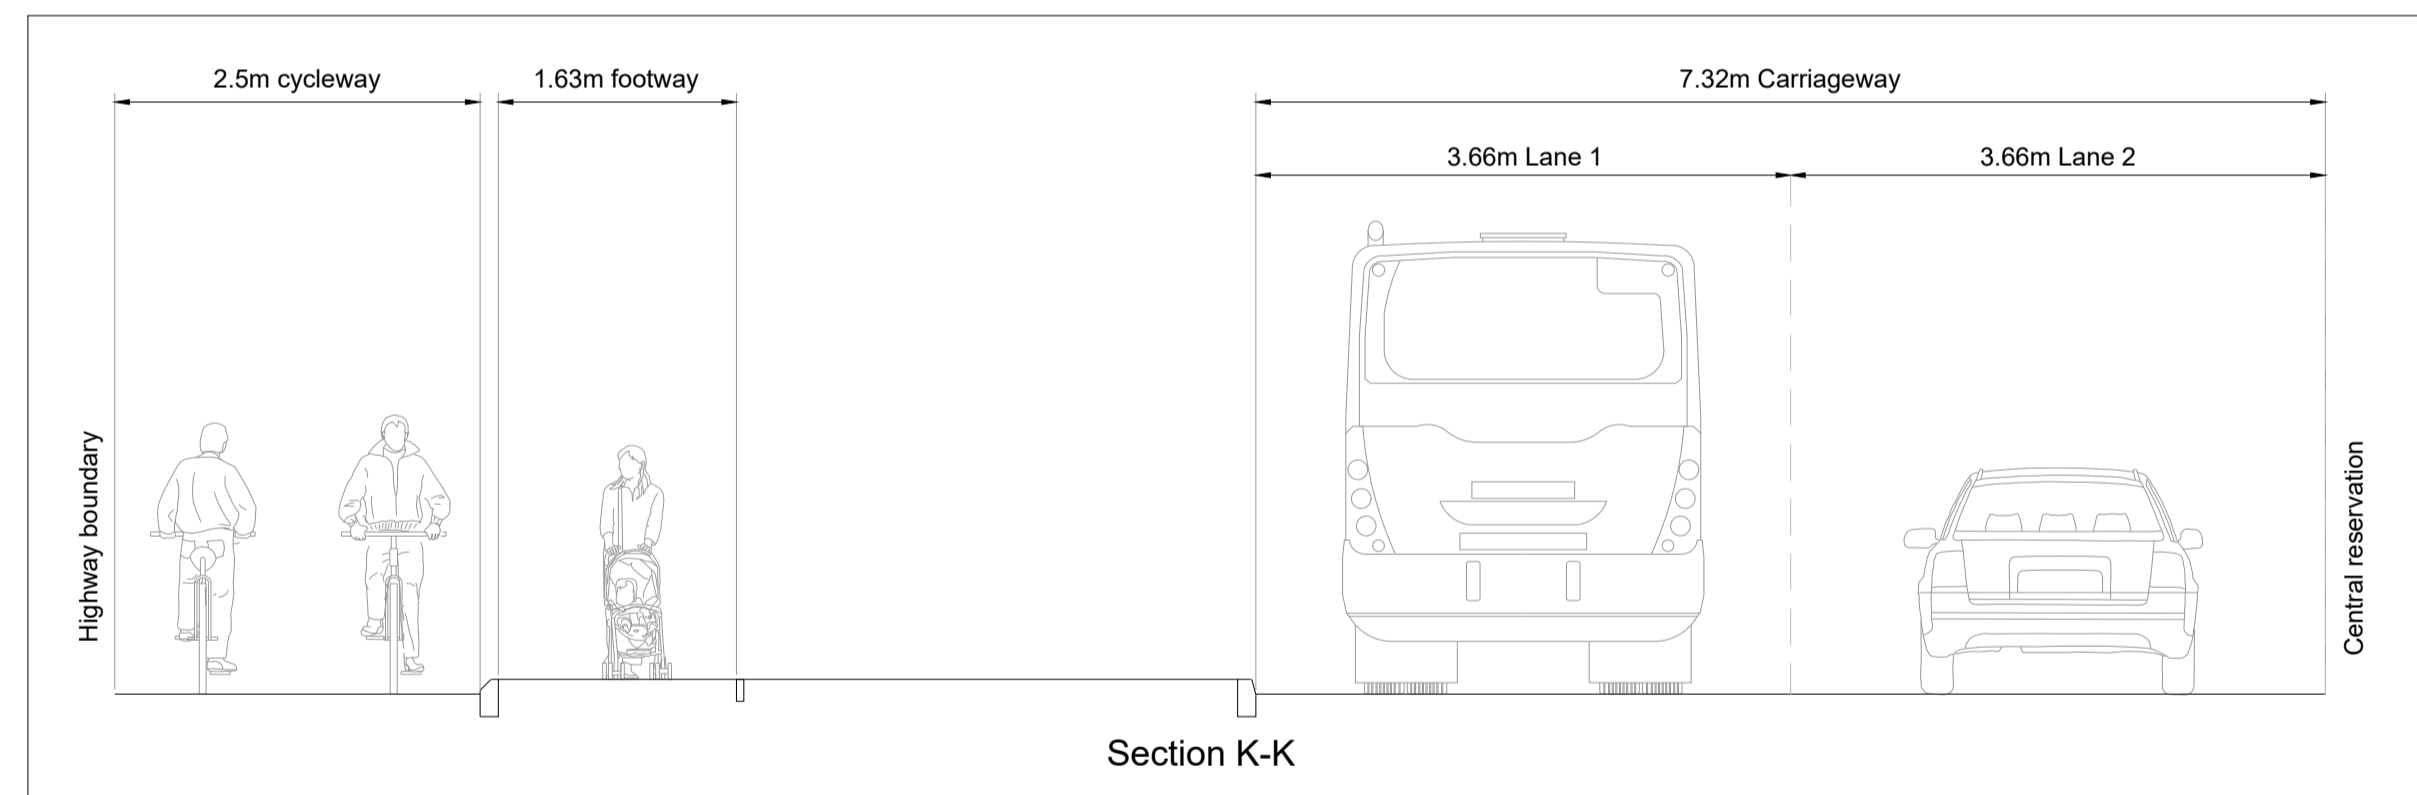 2.5m cycleway
1.63m footway
7.32m Carriageway
3.66m Lane 1
3.66m Lane 2
Highway boundary
Central reservation
Section K-K